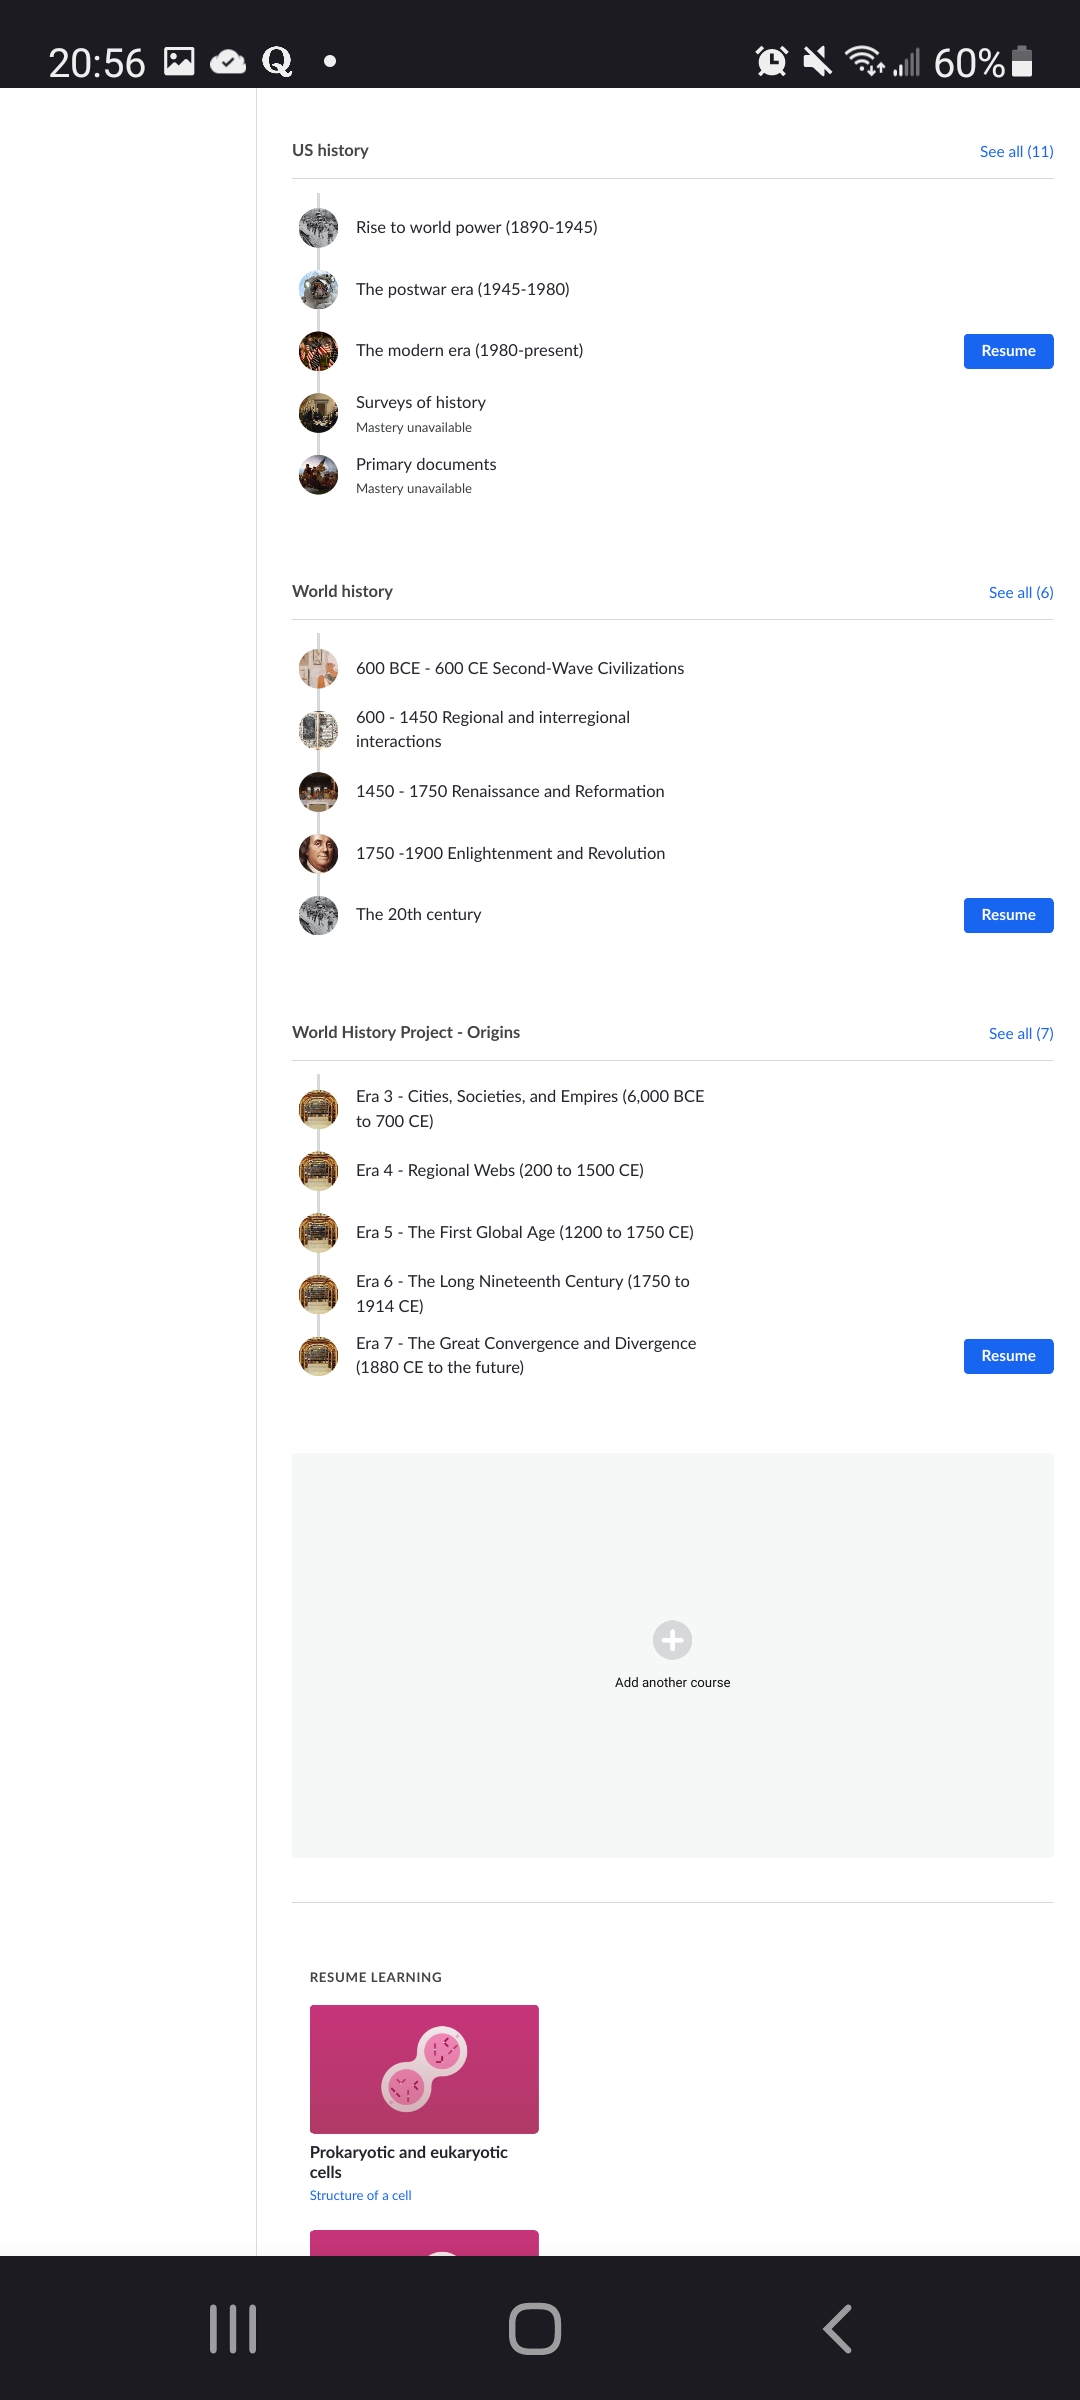 20:56
60%
US history
See all (11)
Rise to world power (1890-1945)
The postwar era (1945-1980)
The modern era (1980-present)
Resume
Surveys of history
Mastery unavailable
Primary documents
Mastery unavailable
World history
See all (6)
600 BCE - 600 CE Second-Wave Civilizations
600 - 1450 Regional and interregional
interactions
1450 - 1750 Renaissance and Reformation
1750 -1900 Enlightenment and Revolution
The 20th century
Resume
World History Project - Origins
See all (7)
Era 3 - Cities, Societies, and Empires (6,000 BCE
to 700 CE)
Era 4 - Regional Webs (200 to 1500 CE)
Era 5 - The First Global Age (1200 to 1750 CE)
Era 6 - The Long Nineteenth Century (1750 to
1914 CE)
Era 7 - The Great Convergence and Divergence
(1880 CE to the future)
Resume
Add another course
RESUME LEARNING
Prokaryotic and eukaryotic
cells
Structure of a cell